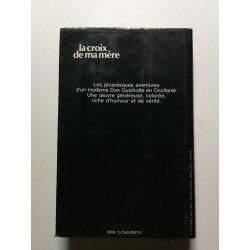 la croix
de ma mère
Les picaresques aventures
d'un moderne Don Quichotte en Occitanie.
Une œuvre généreuse, colorée,
riche d'humour et de vérité.